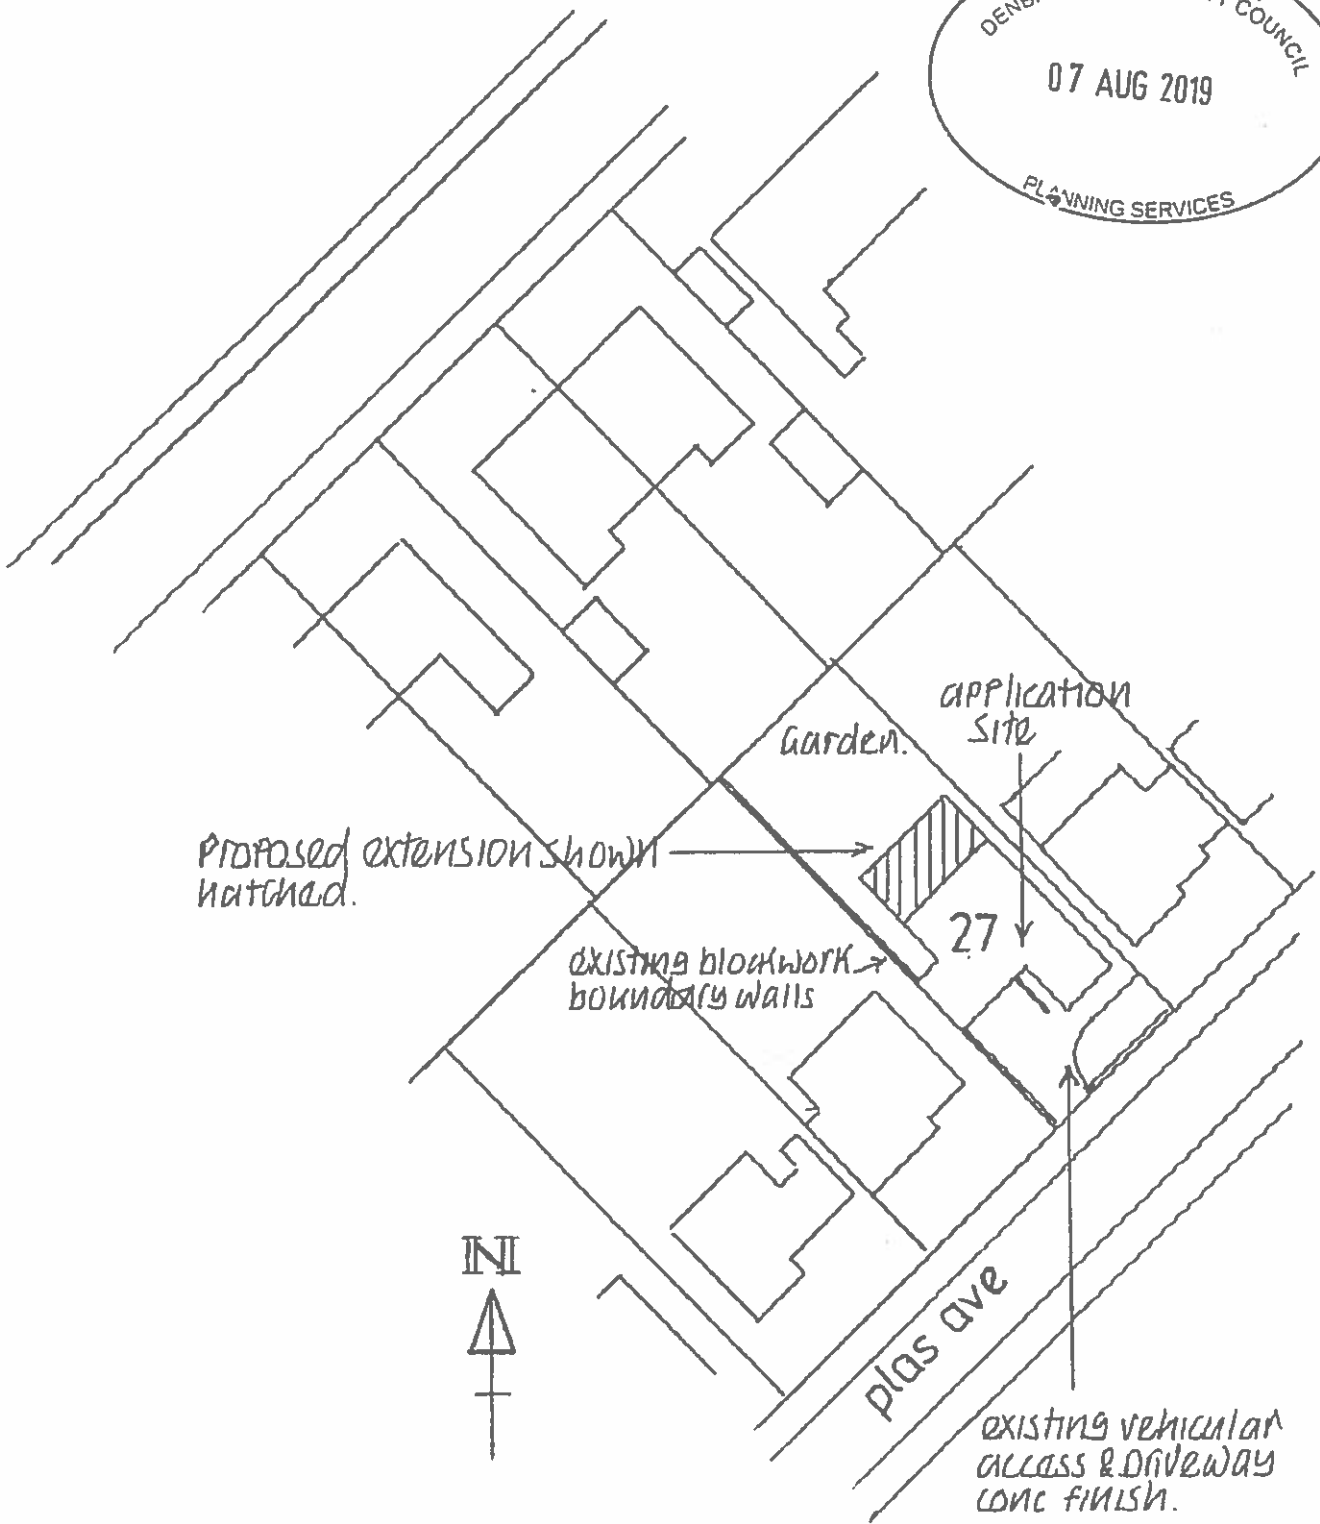 COUNCIL
07 AUG 2019
PLANNING SERVICES
application
site
Garden.
Proposed extension shown
hatched.
27
existing blockwork
boundary walls
N
plas ave
existing vehicular
access & Driveway
conc finish.